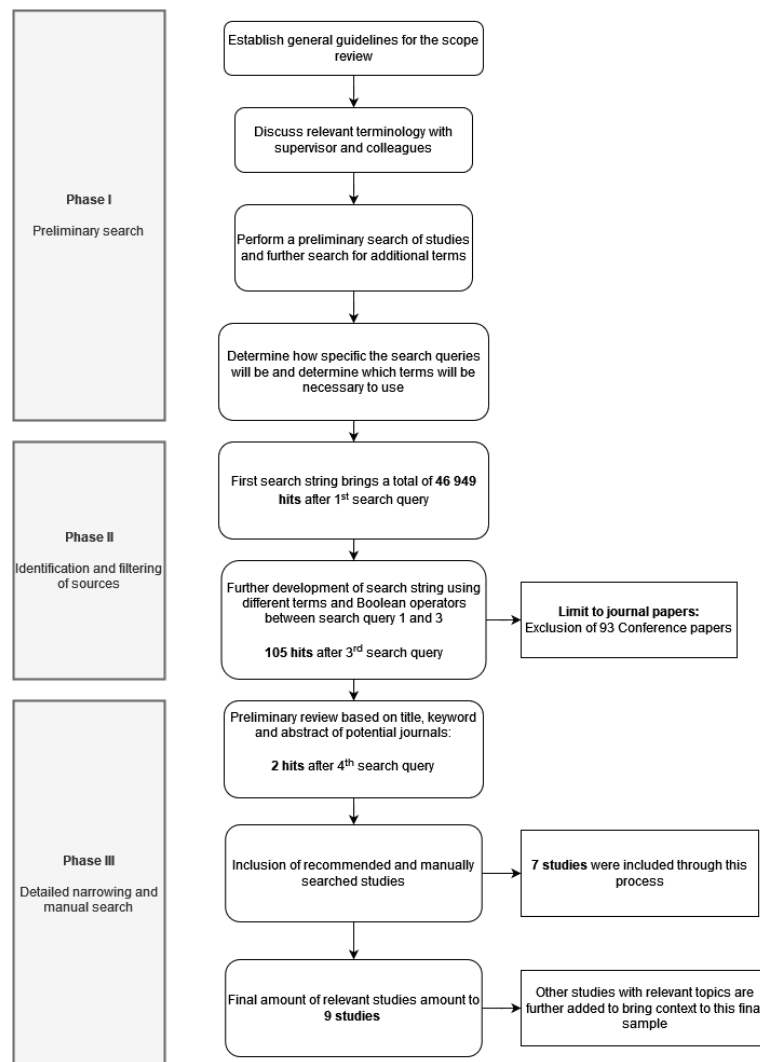 Establish general guidelines for the scope
review
Discuss relevant terminology with
supervisor and colleagues
Phase I
Preliminary search
Perform a preliminary search of studies
and further search for additional terms
Determine how specific the search queries
will be and determine which terms will be
necessary to use
First search string brings a total of 46 949
hits after 1st search query
Phase II
Identification and filtering
of sources
Further development of search string using
different terms and Boolean operators
between search query 1 and 3
105 hits after 3rd search query
Limit to journal papers:
Exclusion of 93 Conference papers
Preliminary review based on title, keyword
and abstract of potential journals:
2 hits after 4th search query
Phase III
Detailed narrowing and
manual search
Inclusion of recommended and manually
searched studies
7 studies were included through this
process
Final amount of relevant studies amount to
9 studies
Other studies with relevant topics are
further added to bring context to this final
sample